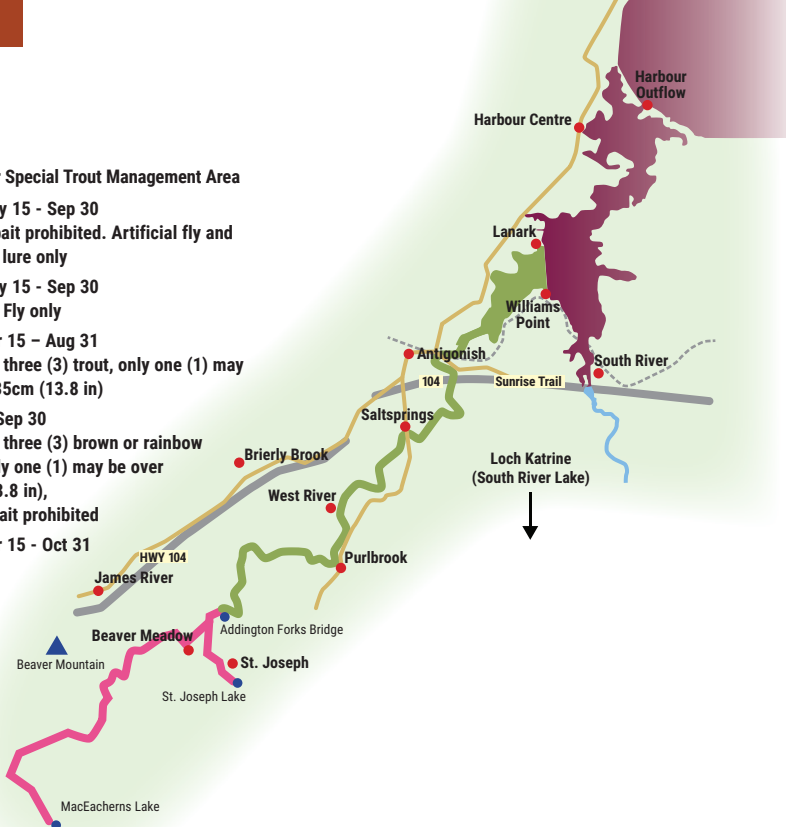 Special Trout Management Area
15 - Sep 30
prohibited. Artificial fly and
lure only
15 - Sep 30
Fly only
15 – Aug 31
three (3) trout, only one (1) may
35cm (13.8 in)
Sep 30
three (3) brown or rainbow
one (1) may be over
in),
prohibited
15 - Oct 31
Harbour
Outflow
Harbour Centre
Lanark
Williams
Point
Antigonish
South River
104
Sunrise Trail
Saltsprings
Brierly Brook
Loch Katrine
(South River Lake)
West River
HWY 104
Purlbrook
James River
Addington Forks Bridge
Beaver Meadow
Beaver Mountain
St. Joseph
St. Joseph Lake
MacEacherns Lake